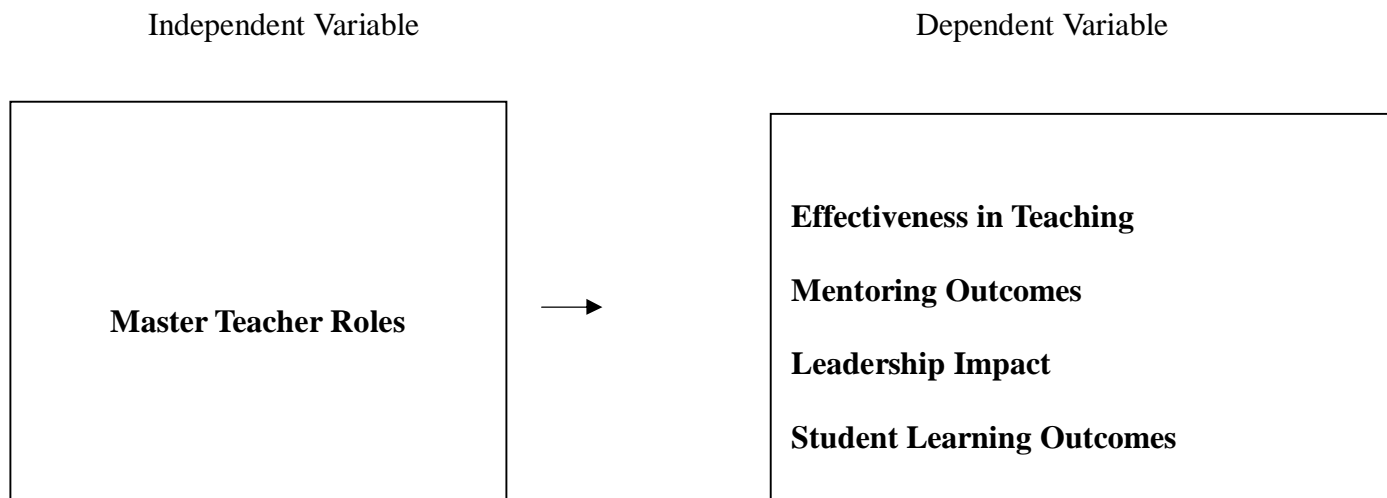 Independent Variable
Dependent Variable
Master Teacher Roles
Effectiveness in Teaching
Mentoring Outcomes
Leadership Impact
Student Learning Outcomes